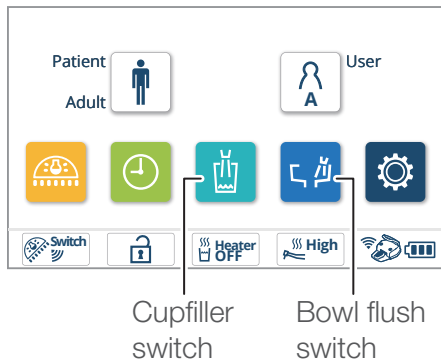 Patient
User
Adult
A
Switch
Heater
OFF
High
Cupfiller
switch
Bowl flush
switch